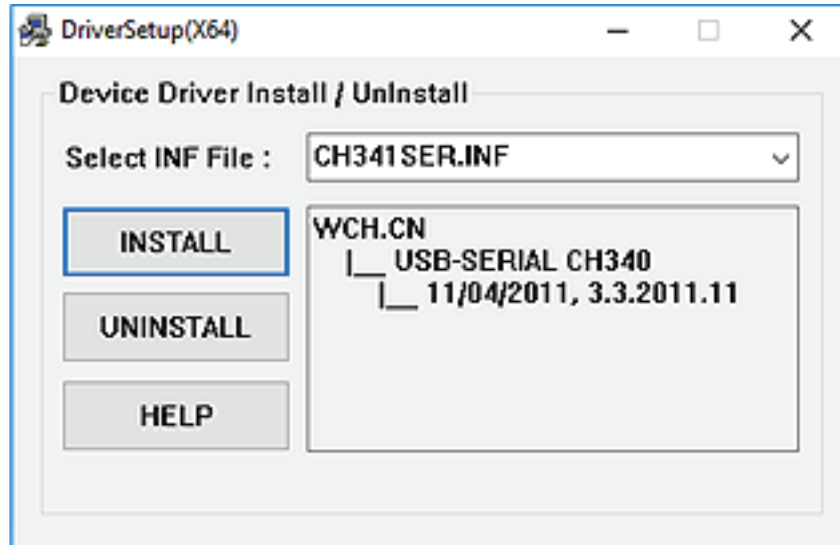 DriverSetup(X64)
Device Driver Install / UnInstall
Select INF File :
CH341SER.INF
INSTALL
WCH.CN
|__ USB-SERIAL CH340
|__ 11/04/2011, 3.3.2011.11
UNINSTALL
HELP